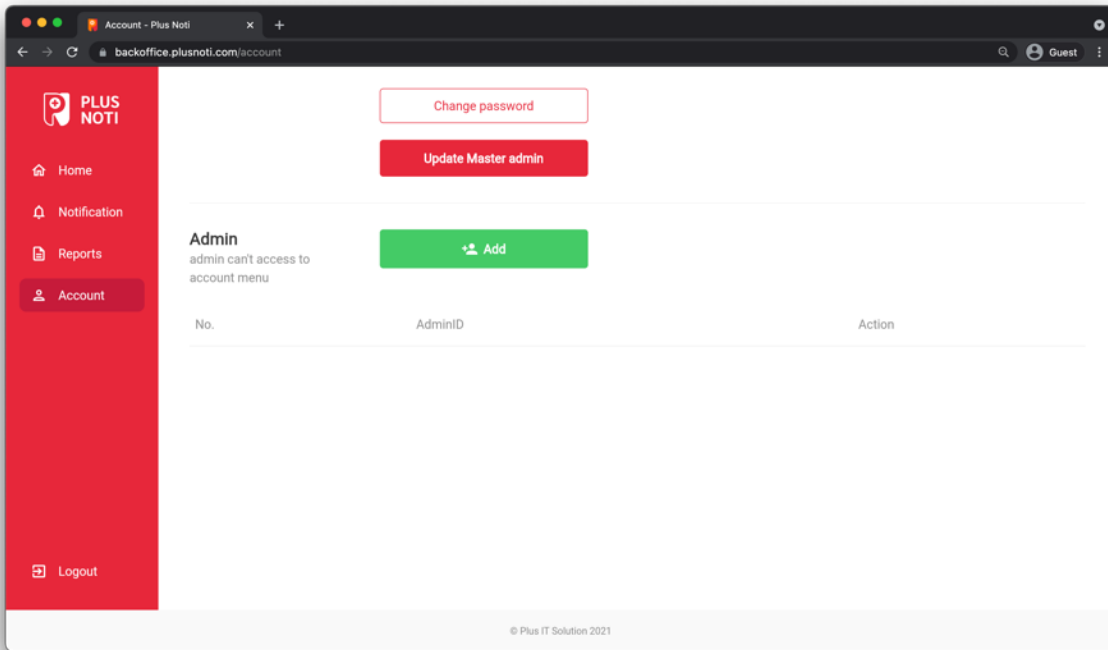 Account - Plus Noti
backoffice.plusnoti.com/account
Guest
PLUS
NOTI
Home
Notification
Reports
Account
Logout
Change password
Update Master admin
Admin
admin can't access to
account menu
Add
No. AdminID Action
© Plus IT Solution 2021